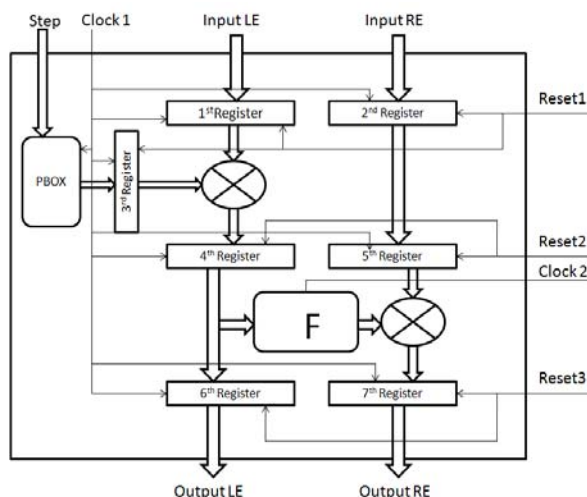 Step Clock 1 Input LE Input RE
1st Register 2nd Register Reset1
PBOX 3rd Register
4th Register 5th Register Reset2
Clock 2
F
6th Register 7th Register Reset3
Output LE Output RE